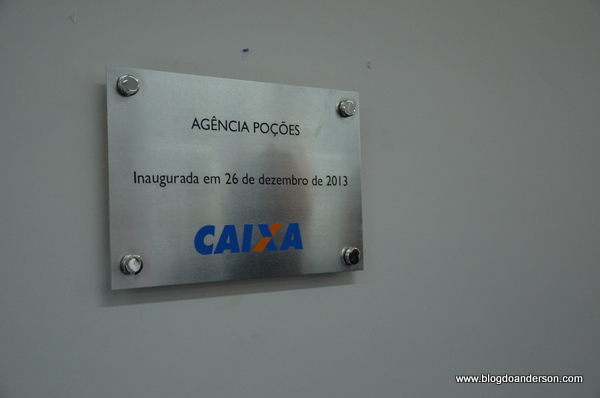 AGÊNCIA POÇÕES
Inaugurada em 26 de dezembro de 2013
CAIXA
www.blogdoanderson.com